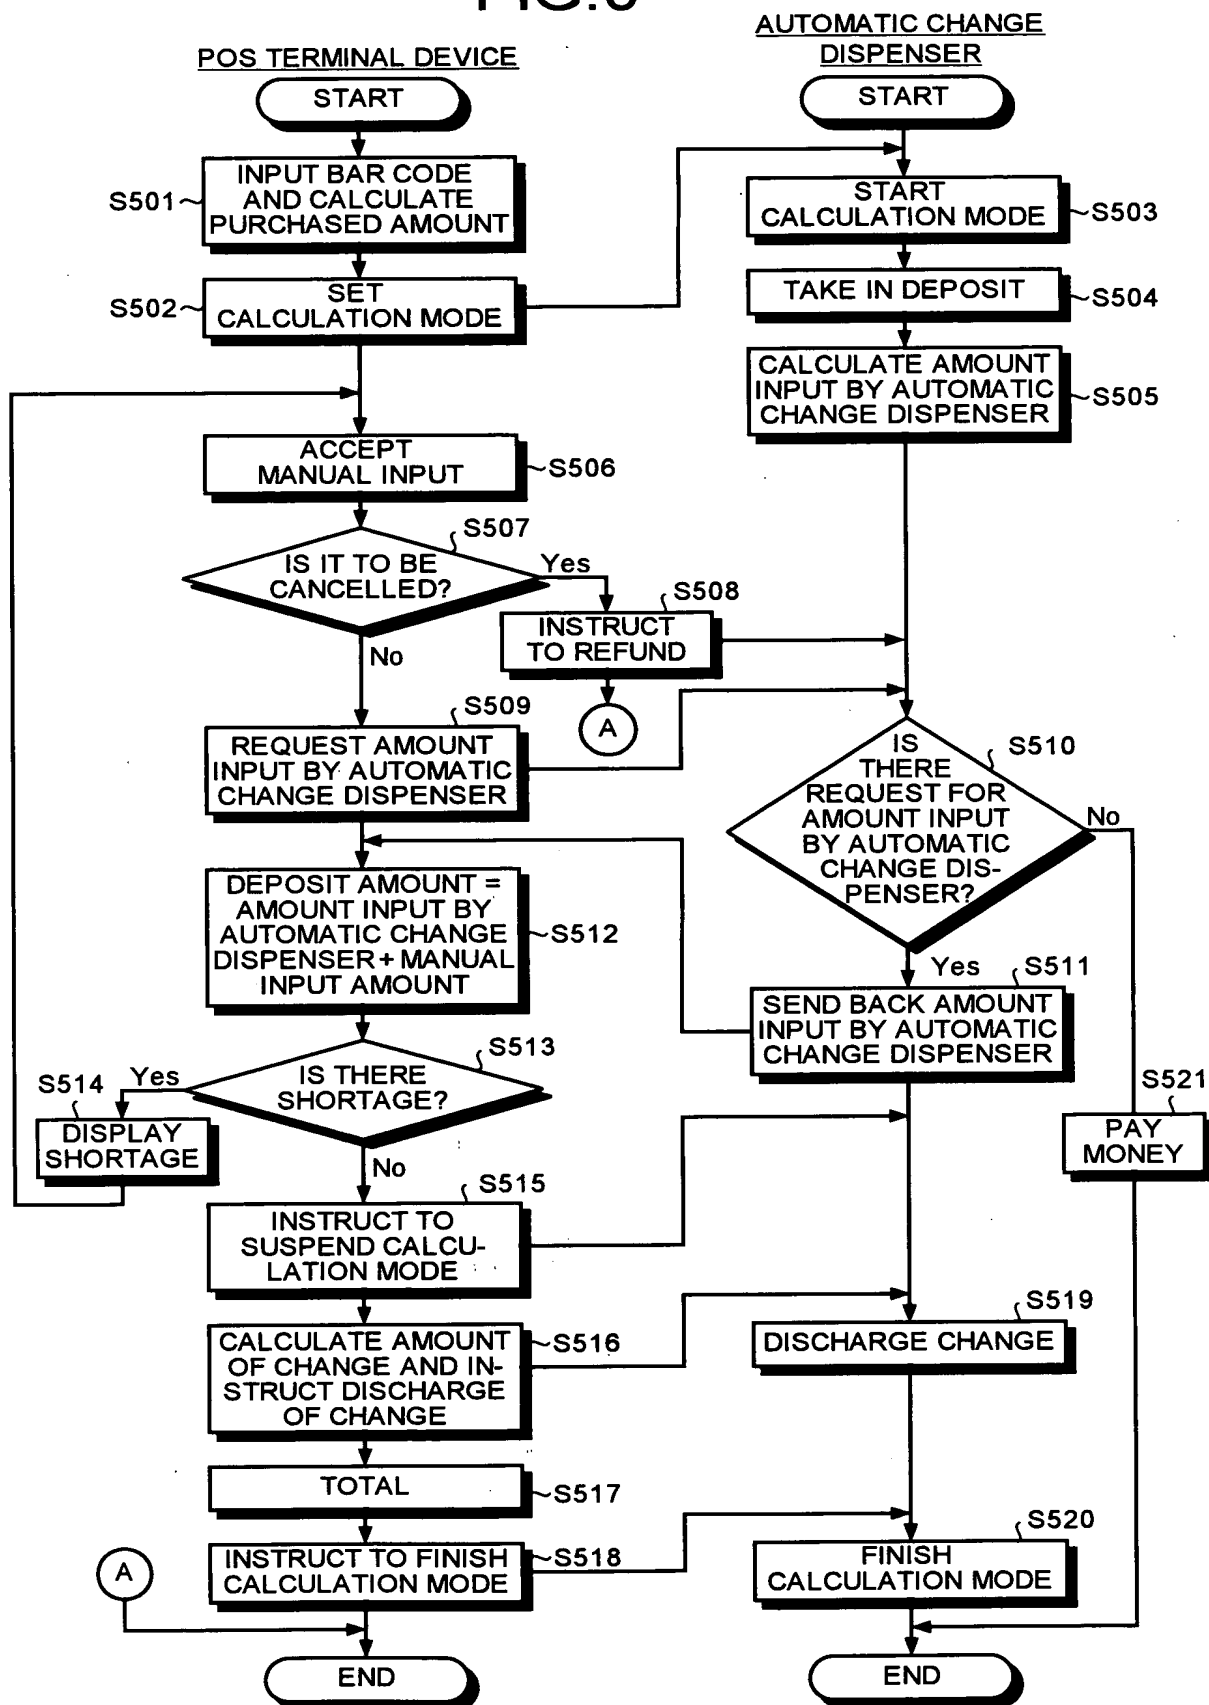 POS TERMINAL DEVICE
START
S501
INPUT BAR CODE
AND CALCULATE
PURCHASED AMOUNT
S502
SET
CALCULATION MODE
ACCEPT
MANUAL INPUT
S506
S507
IS IT TO BE
CANCELLED?
Yes
No
S508
INSTRUCT
TO REFUND
A
S509
REQUEST AMOUNT
INPUT BY AUTOMATIC
CHANGE DISPENSER
DEPOSIT AMOUNT =
AMOUNT INPUT BY
AUTOMATIC CHANGE
DISPENSER + MANUAL
INPUT AMOUNT
S512
S513
IS THERE
SHORTAGE?
Yes
No
S514
DISPLAY
SHORTAGE
S515
INSTRUCT TO
SUSPEND CALCU-
LATION MODE
CALCULATE AMOUNT
OF CHANGE AND IN-
STRUCT DISCHARGE
OF CHANGE
S516
TOTAL
S517
INSTRUCT TO FINISH
CALCULATION MODE
S518
A
END
AUTOMATIC CHANGE
DISPENSER
START
START
CALCULATION MODE
S503
TAKE IN DEPOSIT
S504
CALCULATE AMOUNT
INPUT BY AUTOMATIC
CHANGE DISPENSER
S505
S510
IS
THERE
REQUEST FOR
AMOUNT INPUT
BY AUTOMATIC
CHANGE DIS-
PENSER?
No
Yes
S511
SEND BACK AMOUNT
INPUT BY AUTOMATIC
CHANGE DISPENSER
S521
PAY
MONEY
S519
DISCHARGE CHANGE
S520
FINISH
CALCULATION MODE
END